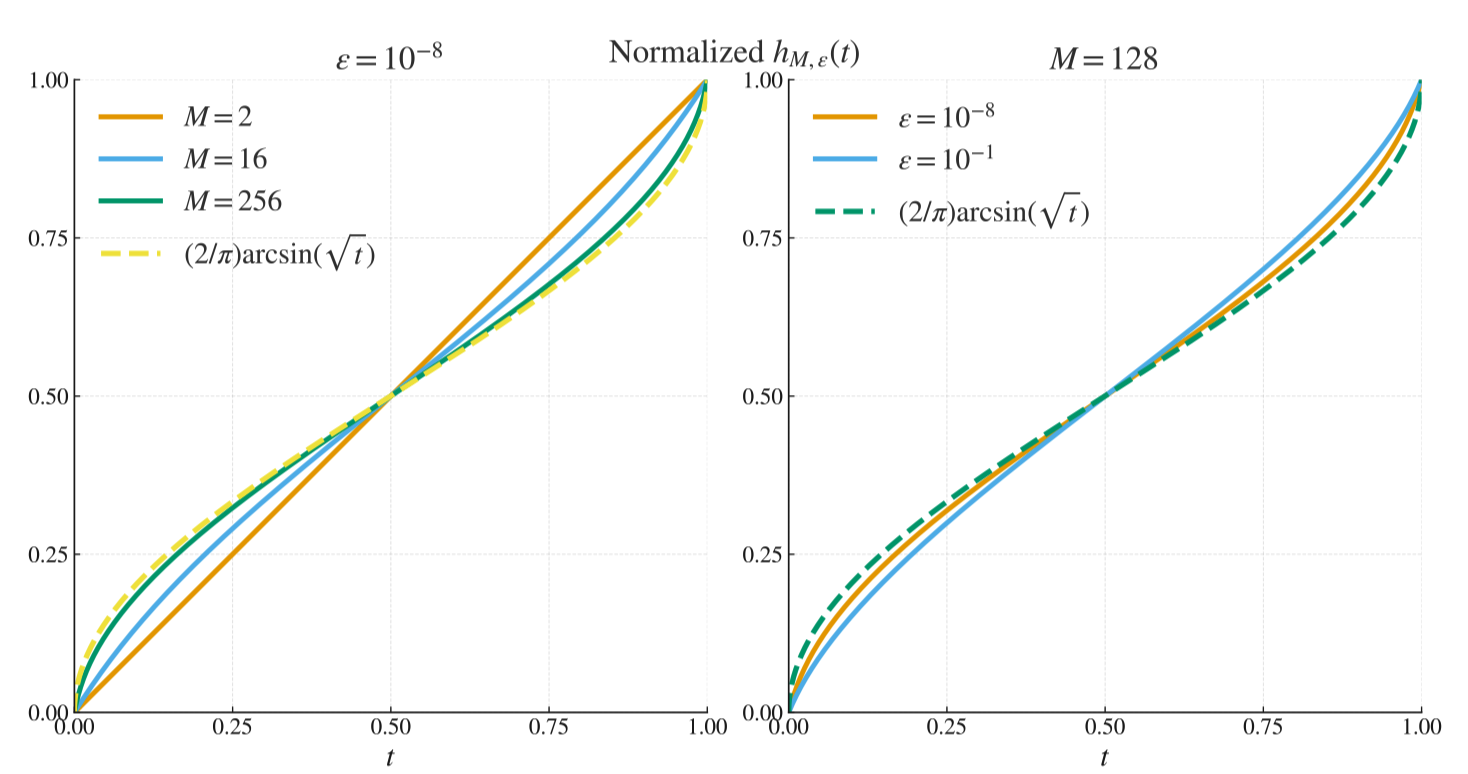 Normalized h_{M,ε}(t)
ε = 10⁻⁸
1.00
0.75
0.50
0.25
0.00
M = 2
M = 16
M = 256
(2/π)arcsin(√t)
0.00 0.25 0.50 0.75 1.00
t
M = 128
1.00
0.75
0.50
0.25
0.00
ε = 10⁻⁸
ε = 10⁻¹
(2/π)arcsin(√t)
0.00 0.25 0.50 0.75 1.00
t